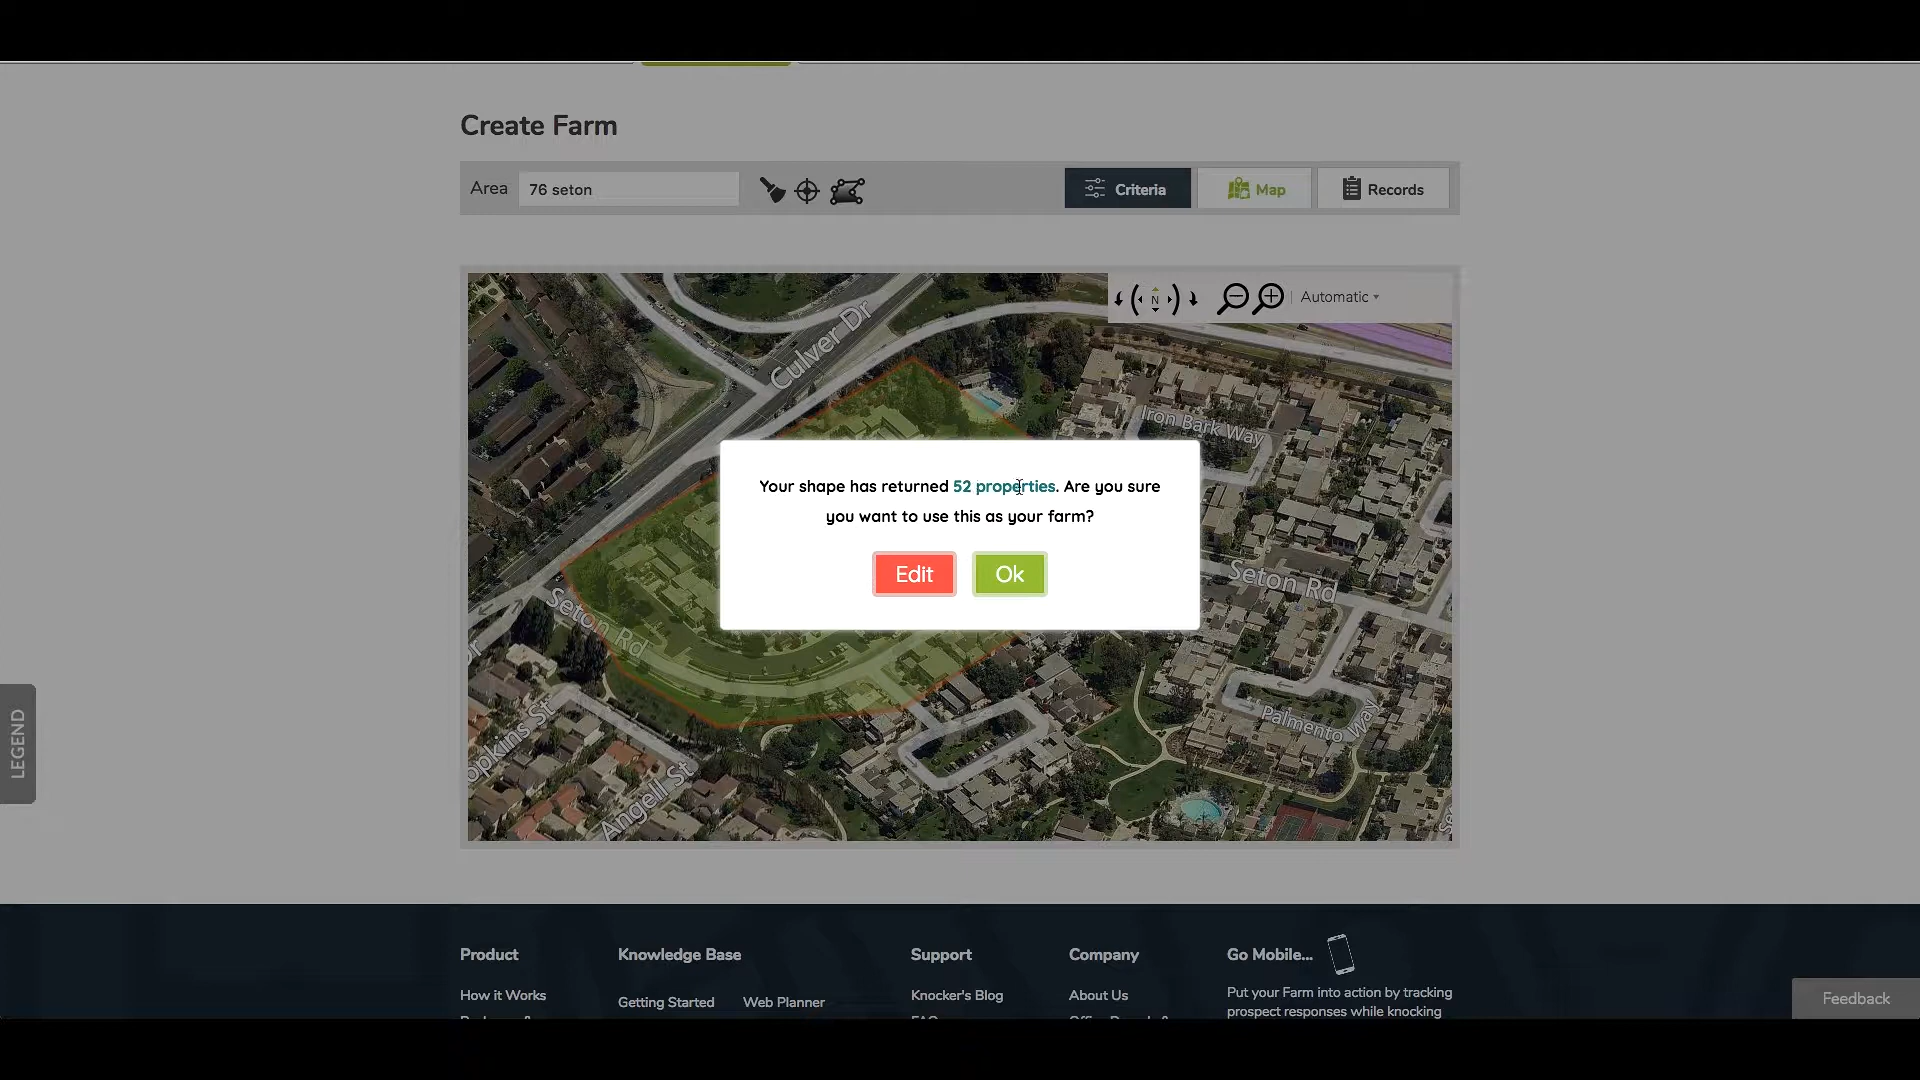 Create Farm
Area
76 seton
Criteria
Map
Records
N
Automatic
Culver Dr
Iron Bark Way
Your shape has returned 52 properties. Are you sure
you want to use this as your farm?
Edit
Ok
Seton Rd
Seton Rd
Palmento Way
Angell St
LEGEND
Product
Knowledge Base
Support
Company
Go Mobile...
How it Works
Getting Started
Web Planner
Knocker's Blog
About Us
Put your Farm into action by tracking
prospect responses while knocking
Feedback